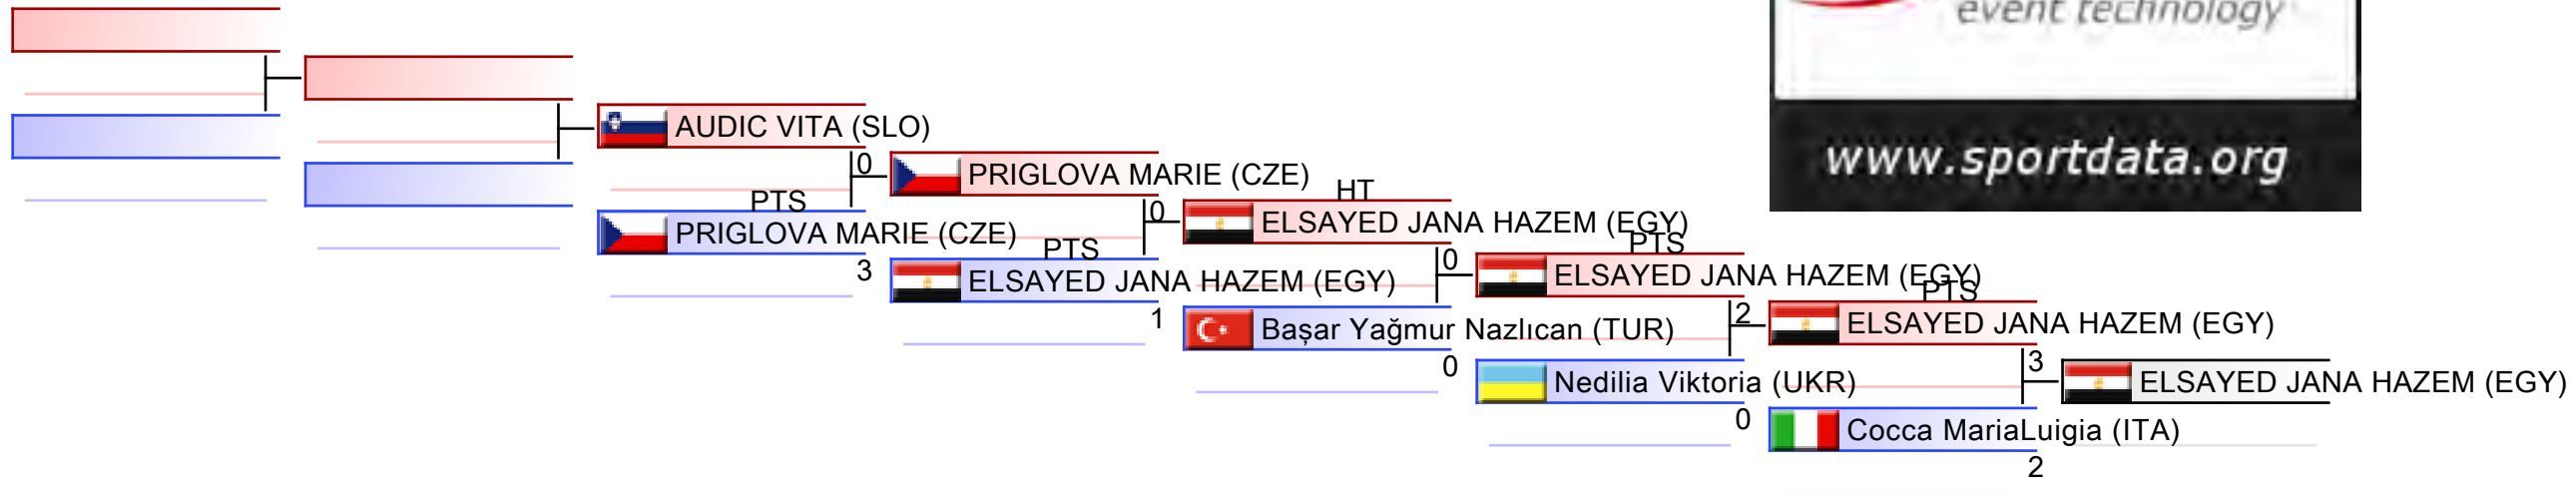 event technology
www.sportdata.org
AUDIC VITA (SLO)
0
PTS
PRIGLOVA MARIE (CZE)
3
PRIGLOVA MARIE (CZE)
0
PTS
ELSAYED JANA HAZEM (EGY)
1
HT
ELSAYED JANA HAZEM (EGY)
0
Başar Yağmur Nazlıcan (TUR)
0
PTS
ELSAYED JANA HAZEM (EGY)
2
Nedilia Viktoria (UKR)
0
PTS
ELSAYED JANA HAZEM (EGY)
3
Cocca MariaLuigia (ITA)
2
ELSAYED JANA HAZEM (EGY)